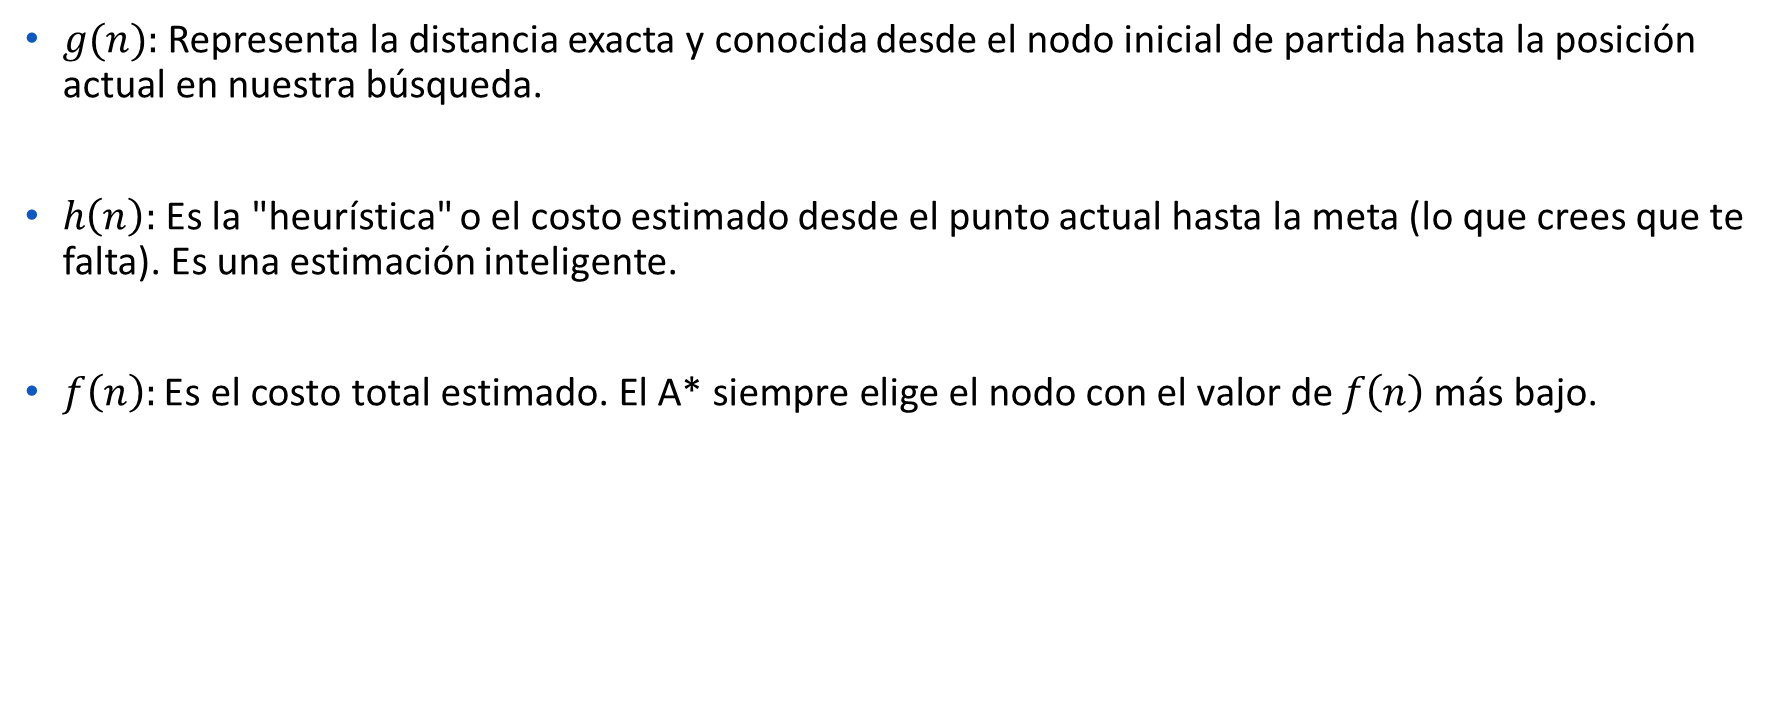 • g(n): Representa la distancia exacta y conocida desde el nodo inicial de partida hasta la posición
actual en nuestra búsqueda.
• h(n): Es la "heurística" o el costo estimado desde el punto actual hasta la meta (lo que crees que te
falta). Es una estimación inteligente.
• f(n): Es el costo total estimado. El A* siempre elige el nodo con el valor de f(n) más bajo.